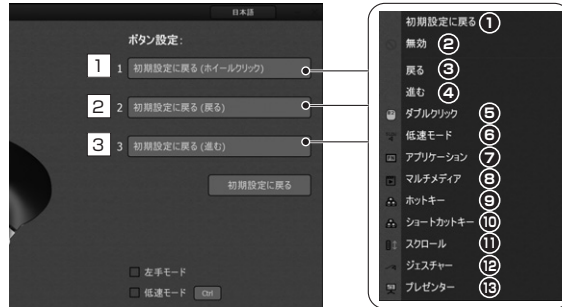 日本語
ボタン設定:
1 1 初期設定に戻る (ホイールクリック)
2 2 初期設定に戻る (戻る)
3 3 初期設定に戻る (進む)
初期設定に戻る
左手モード
低速モード Ctrl
初期設定に戻る ①
無効 ②
戻る ③
進む ④
ダブルクリック ⑤
低速モード ⑥
アプリケーション ⑦
マルチメディア ⑧
ホットキー ⑨
ショートカットキー ⑩
スクロール ⑪
ジェスチャー ⑫
プレゼンター ⑬